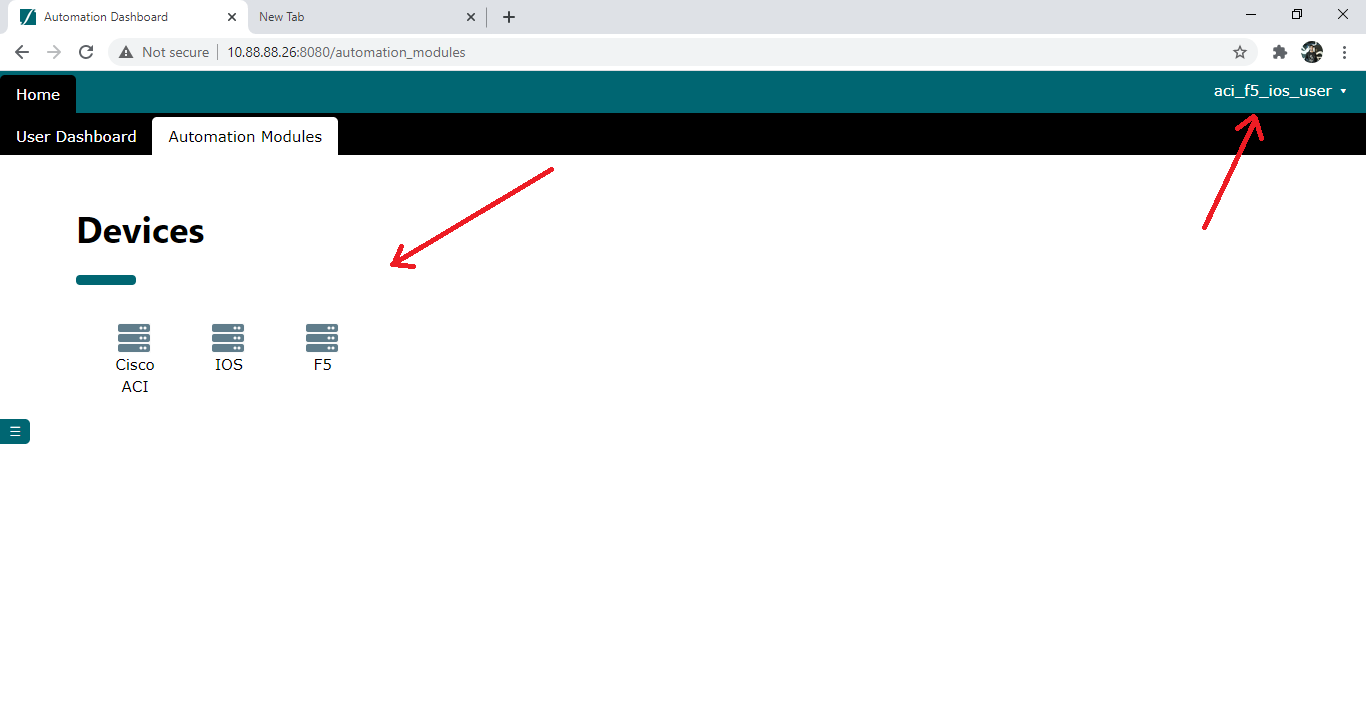 Automation Dashboard
New Tab
Not secure
10.88.88.26:8080/automation_modules
Home
aci_f5_ios_user
User Dashboard
Automation Modules
Devices
Cisco
ACI
IOS
F5